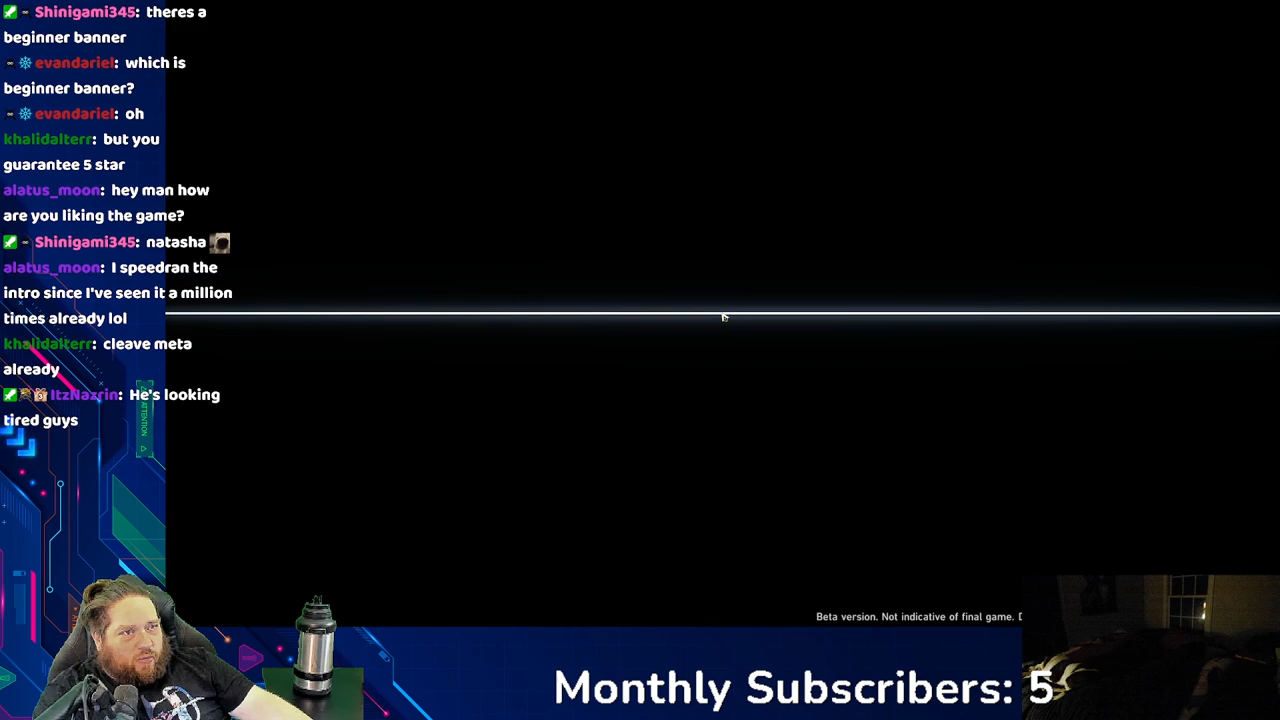 Shinigami345: theres a
beginner banner
evandariel: which is
beginner banner?
evandariel: oh
khalidalterr: but you
guarantee 5 star
alatus_moon: hey man how
are you liking the game?
Shinigami345: natasha
alatus_moon: I speedran the
intro since I've seen it a million
times already lol
khalidalterr: cleave meta
already
ItzNazrin: He's looking
tired guys
ATTENTION
Beta version. Not indicative of final game. D
Monthly Subscribers: 5